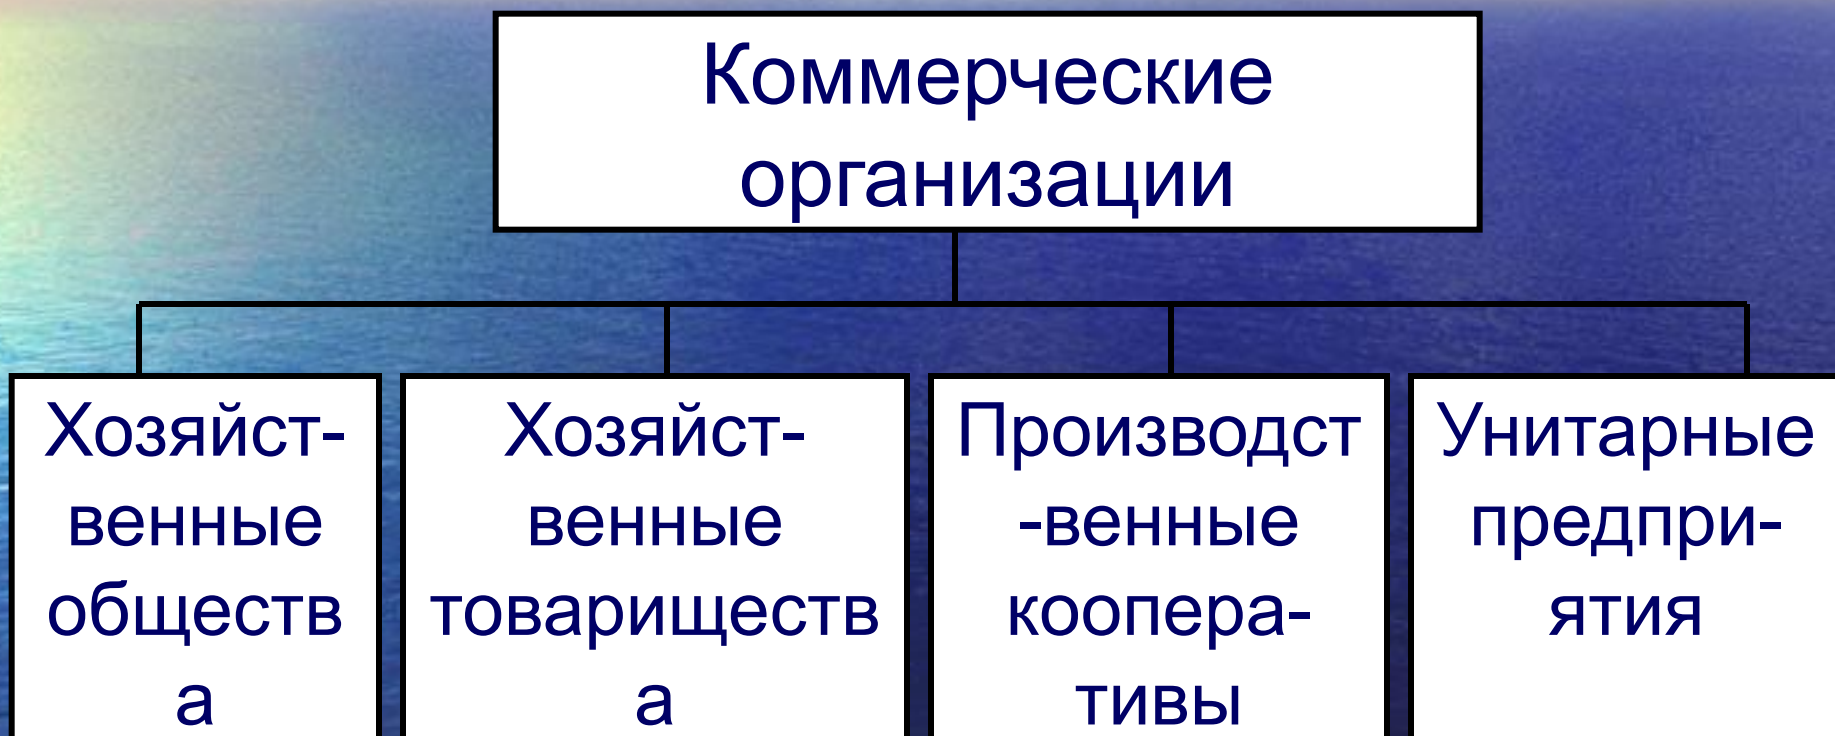 Коммерческие
организации
Хозяйст-
венные
обществ
а
Хозяйст-
венные
товариществ
а
Производст
-венные
коопера-
тивы
Унитарные
предпри-
ятия